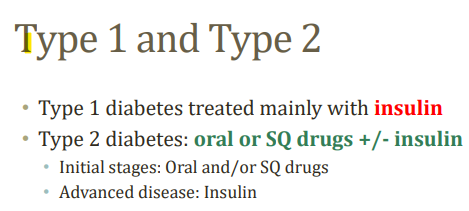 Type 1 and Type 2
• Type 1 diabetes treated mainly with insulin
• Type 2 diabetes: oral or SQ drugs +/- insulin
• Initial stages: Oral and/or SQ drugs
• Advanced disease: Insulin